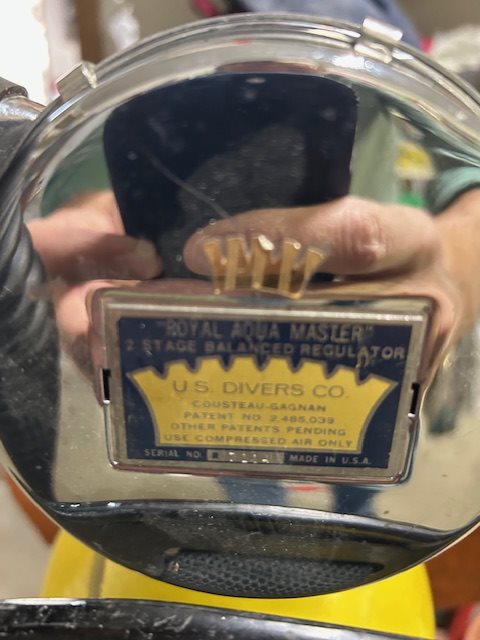 "ROYAL AQUA MASTER"
2 STAGE BALANCED REGULATOR
U.S. DIVERS CO.
COUSTEAU-GAGNAN
PATENT NO. 2,485,039
OTHER PATENTS PENDING
USE COMPRESSED AIR ONLY
SERIAL NO. MADE IN U.S.A.